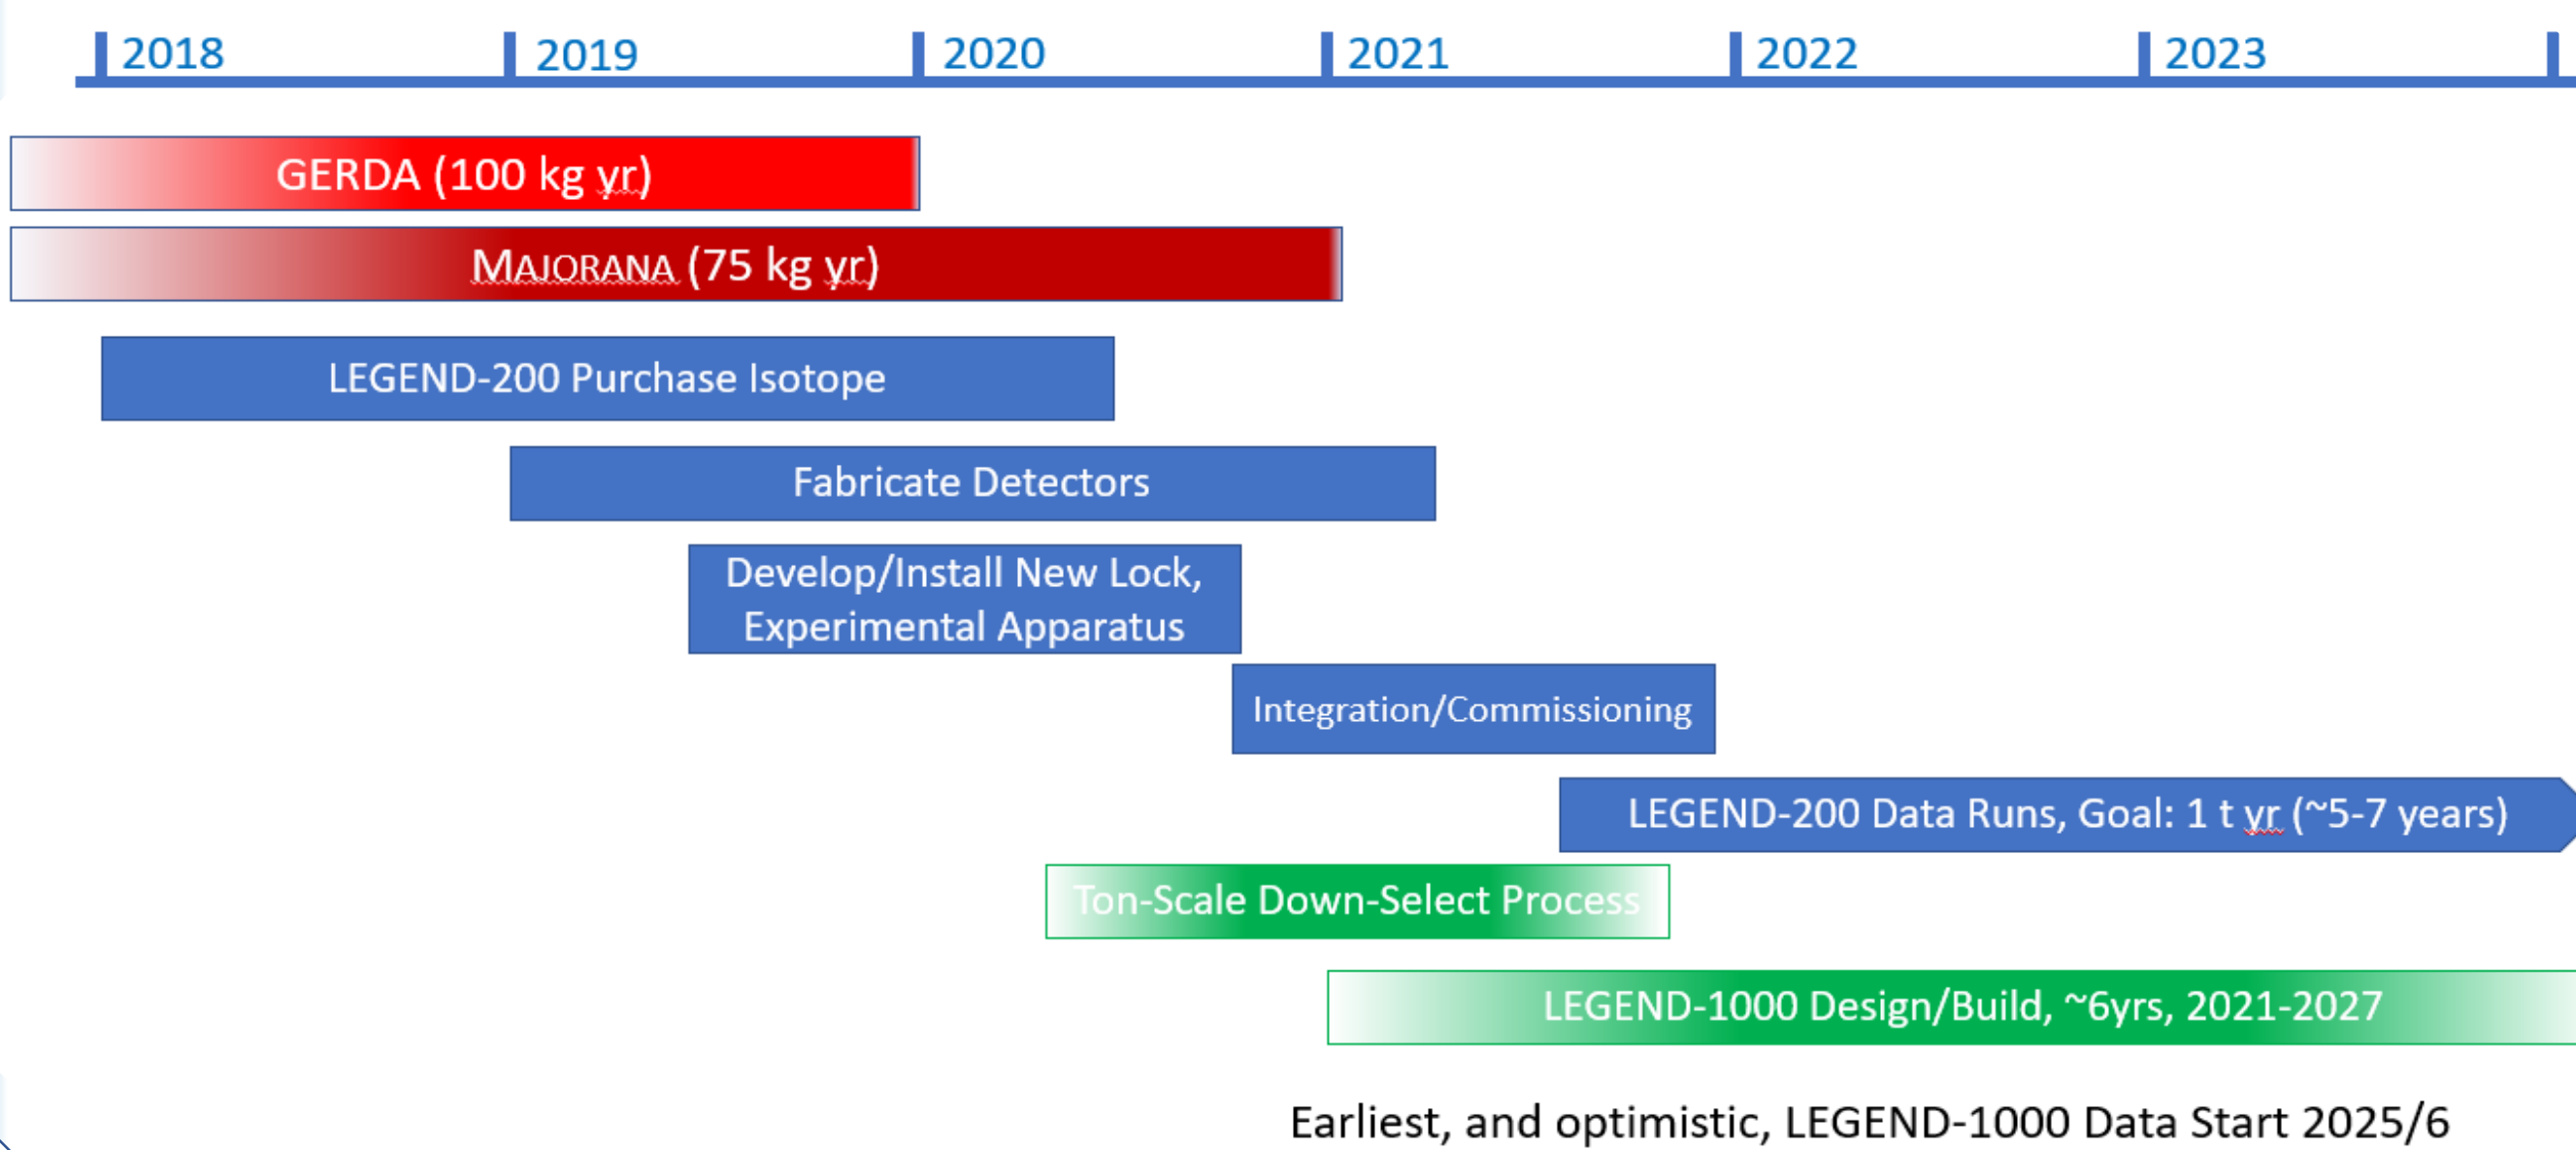 2018 2019 2020 2021 2022 2023
GERDA (100 kg yr)
MAJORANA (75 kg yr)
LEGEND-200 Purchase Isotope
Fabricate Detectors
Develop/Install New Lock,
Experimental Apparatus
Integration/Commissioning
LEGEND-200 Data Runs, Goal: 1 t yr (~5-7 years)
Ton-Scale Down-Select Process
LEGEND-1000 Design/Build, ~6yrs, 2021-2027
Earliest, and optimistic, LEGEND-1000 Data Start 2025/6